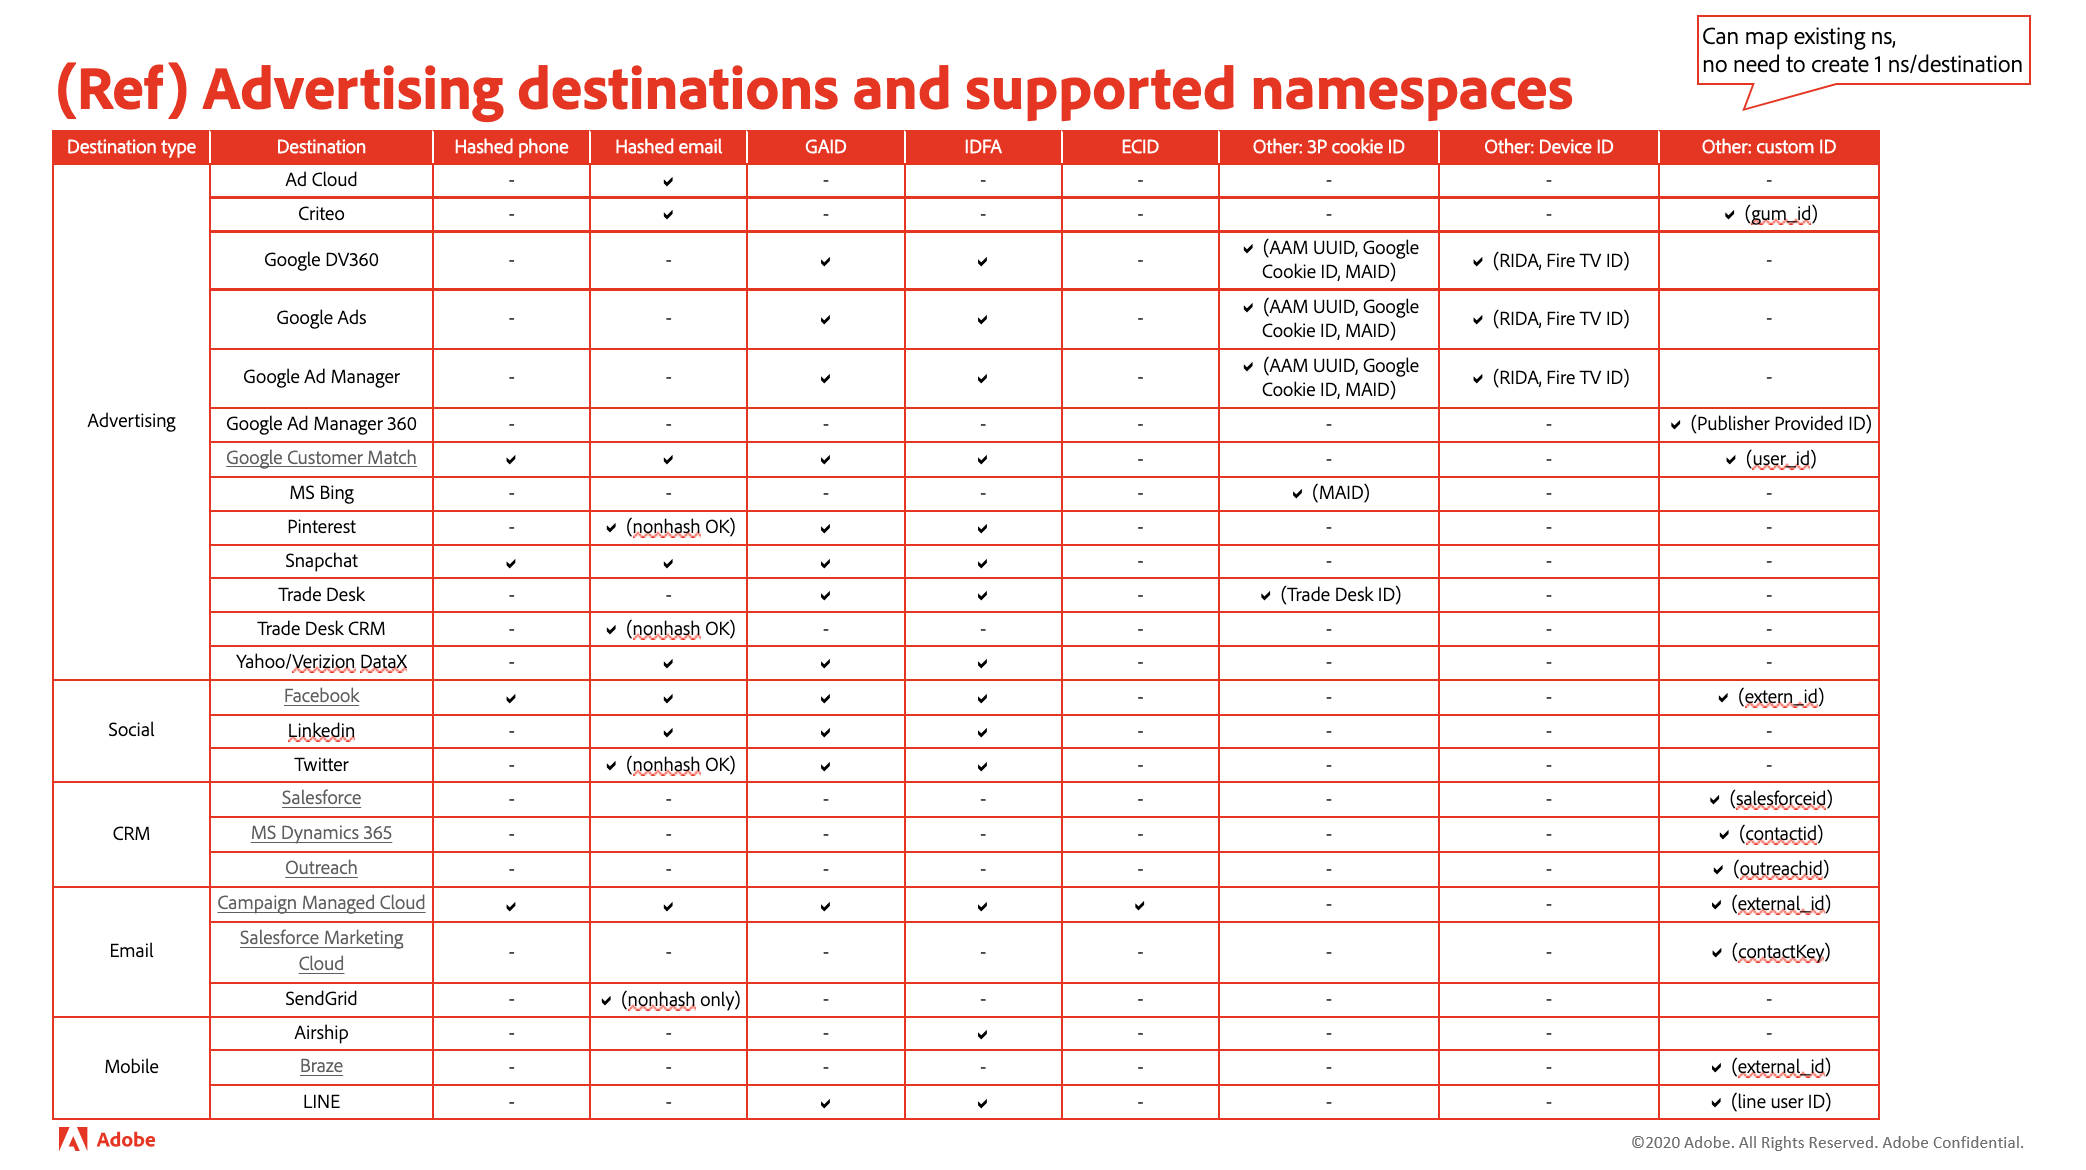 Can map existing ns,
no need to create 1 ns/destination
(Ref) Advertising destinations and supported namespaces
Destination type Destination Hashed phone Hashed email GAID IDFA ECID Other: 3P cookie ID Other: Device ID Other: custom ID
Advertising
Ad Cloud - ✓ - - - - - -
Criteo - ✓ - - - - - ✓ (gum_id)
Google DV360 - - ✓ ✓ - ✓ (AAM UUID, Google
Cookie ID, MAID) ✓ (RIDA, Fire TV ID) -
Google Ads - - ✓ ✓ - ✓ (AAM UUID, Google
Cookie ID, MAID) ✓ (RIDA, Fire TV ID) -
Google Ad Manager - - ✓ ✓ - ✓ (AAM UUID, Google
Cookie ID, MAID) ✓ (RIDA, Fire TV ID) -
Google Ad Manager 360 - - - - - - - ✓ (Publisher Provided ID)
Google Customer Match ✓ ✓ ✓ ✓ - - - ✓ (user_id)
MS Bing - - - - - ✓ (MAID) - -
Pinterest - ✓ (nonhash OK) ✓ ✓ - - - -
Snapchat ✓ ✓ ✓ ✓ - - - -
Trade Desk - - ✓ ✓ - ✓ (Trade Desk ID) - -
Trade Desk CRM - ✓ (nonhash OK) - - - - - -
Yahoo/Verizion DataX - ✓ ✓ ✓ - - - -
Social
Facebook ✓ ✓ ✓ ✓ - - - ✓ (extern_id)
Linkedin - ✓ ✓ ✓ - - - -
Twitter - ✓ (nonhash OK) ✓ ✓ - - - -
CRM
Salesforce - - - - - - - ✓ (salesforceid)
MS Dynamics 365 - - - - - - - ✓ (contactid)
Outreach - - - - - - - ✓ (outreachid)
Email
Campaign Managed Cloud ✓ ✓ ✓ ✓ ✓ - - ✓ (external_id)
Salesforce Marketing
Cloud - - - - - - - ✓ (contactKey)
SendGrid - ✓ (nonhash only) - - - - - -
Mobile
Airship - - - ✓ - - - -
Braze - - - - - - - ✓ (external_id)
LINE - - ✓ ✓ - - - ✓ (line user ID)
Adobe
©2020 Adobe. All Rights Reserved. Adobe Confidential.